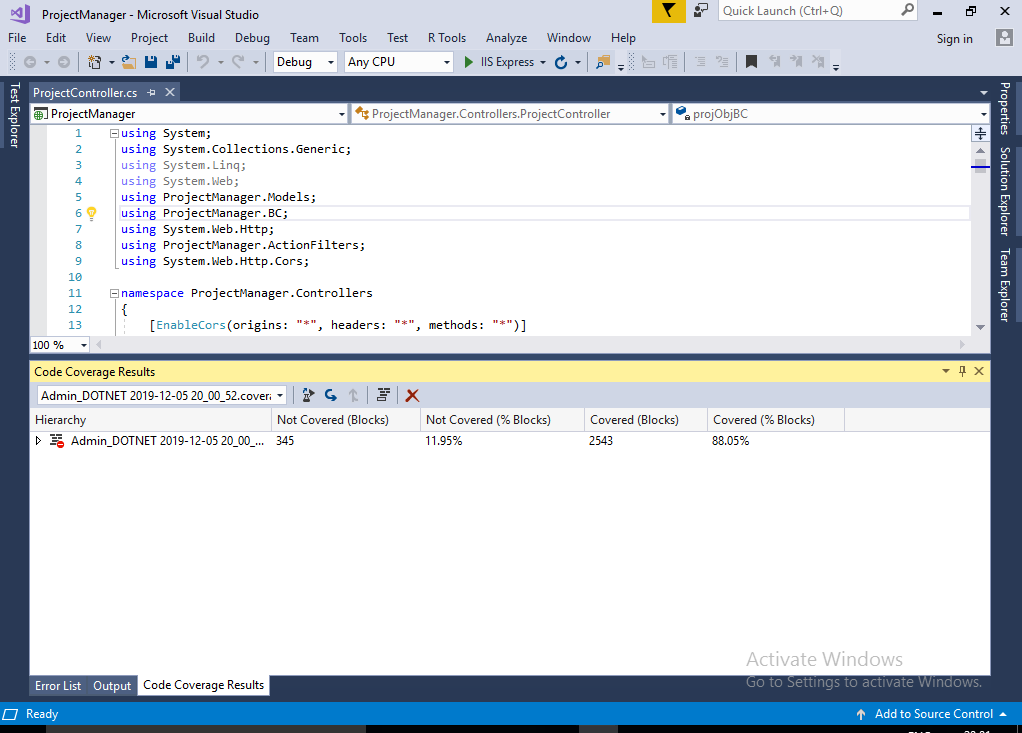 ProjectManager - Microsoft Visual Studio
Quick Launch (Ctrl+Q)
File Edit View Project Build Debug Team Tools Test R Tools Analyze Window Help
Sign in
Debug Any CPU IIS Express
Test Explorer
ProjectController.cs
ProjectManager ProjectManager.Controllers.ProjectController projObjBC
1 using System;
2 using System.Collections.Generic;
3 using System.Linq;
4 using System.Web;
5 using ProjectManager.Models;
6 using ProjectManager.BC;
7 using System.Web.Http;
8 using ProjectManager.ActionFilters;
9 using System.Web.Http.Cors;
10
11 namespace ProjectManager.Controllers
12 {
13 [EnableCors(origins: "*", headers: "*", methods: "*")]
100 %
Properties
Solution Explorer
Team Explorer
Code Coverage Results
Admin_DOTNET 2019-12-05 20_00_52.covera
Hierarchy Not Covered (Blocks) Not Covered (% Blocks) Covered (Blocks) Covered (% Blocks)
Admin_DOTNET 2019-12-05 20_00_... 345 11.95% 2543 88.05%
Activate Windows
Go to Settings to activate Windows.
Error List Output Code Coverage Results
Ready
Add to Source Control